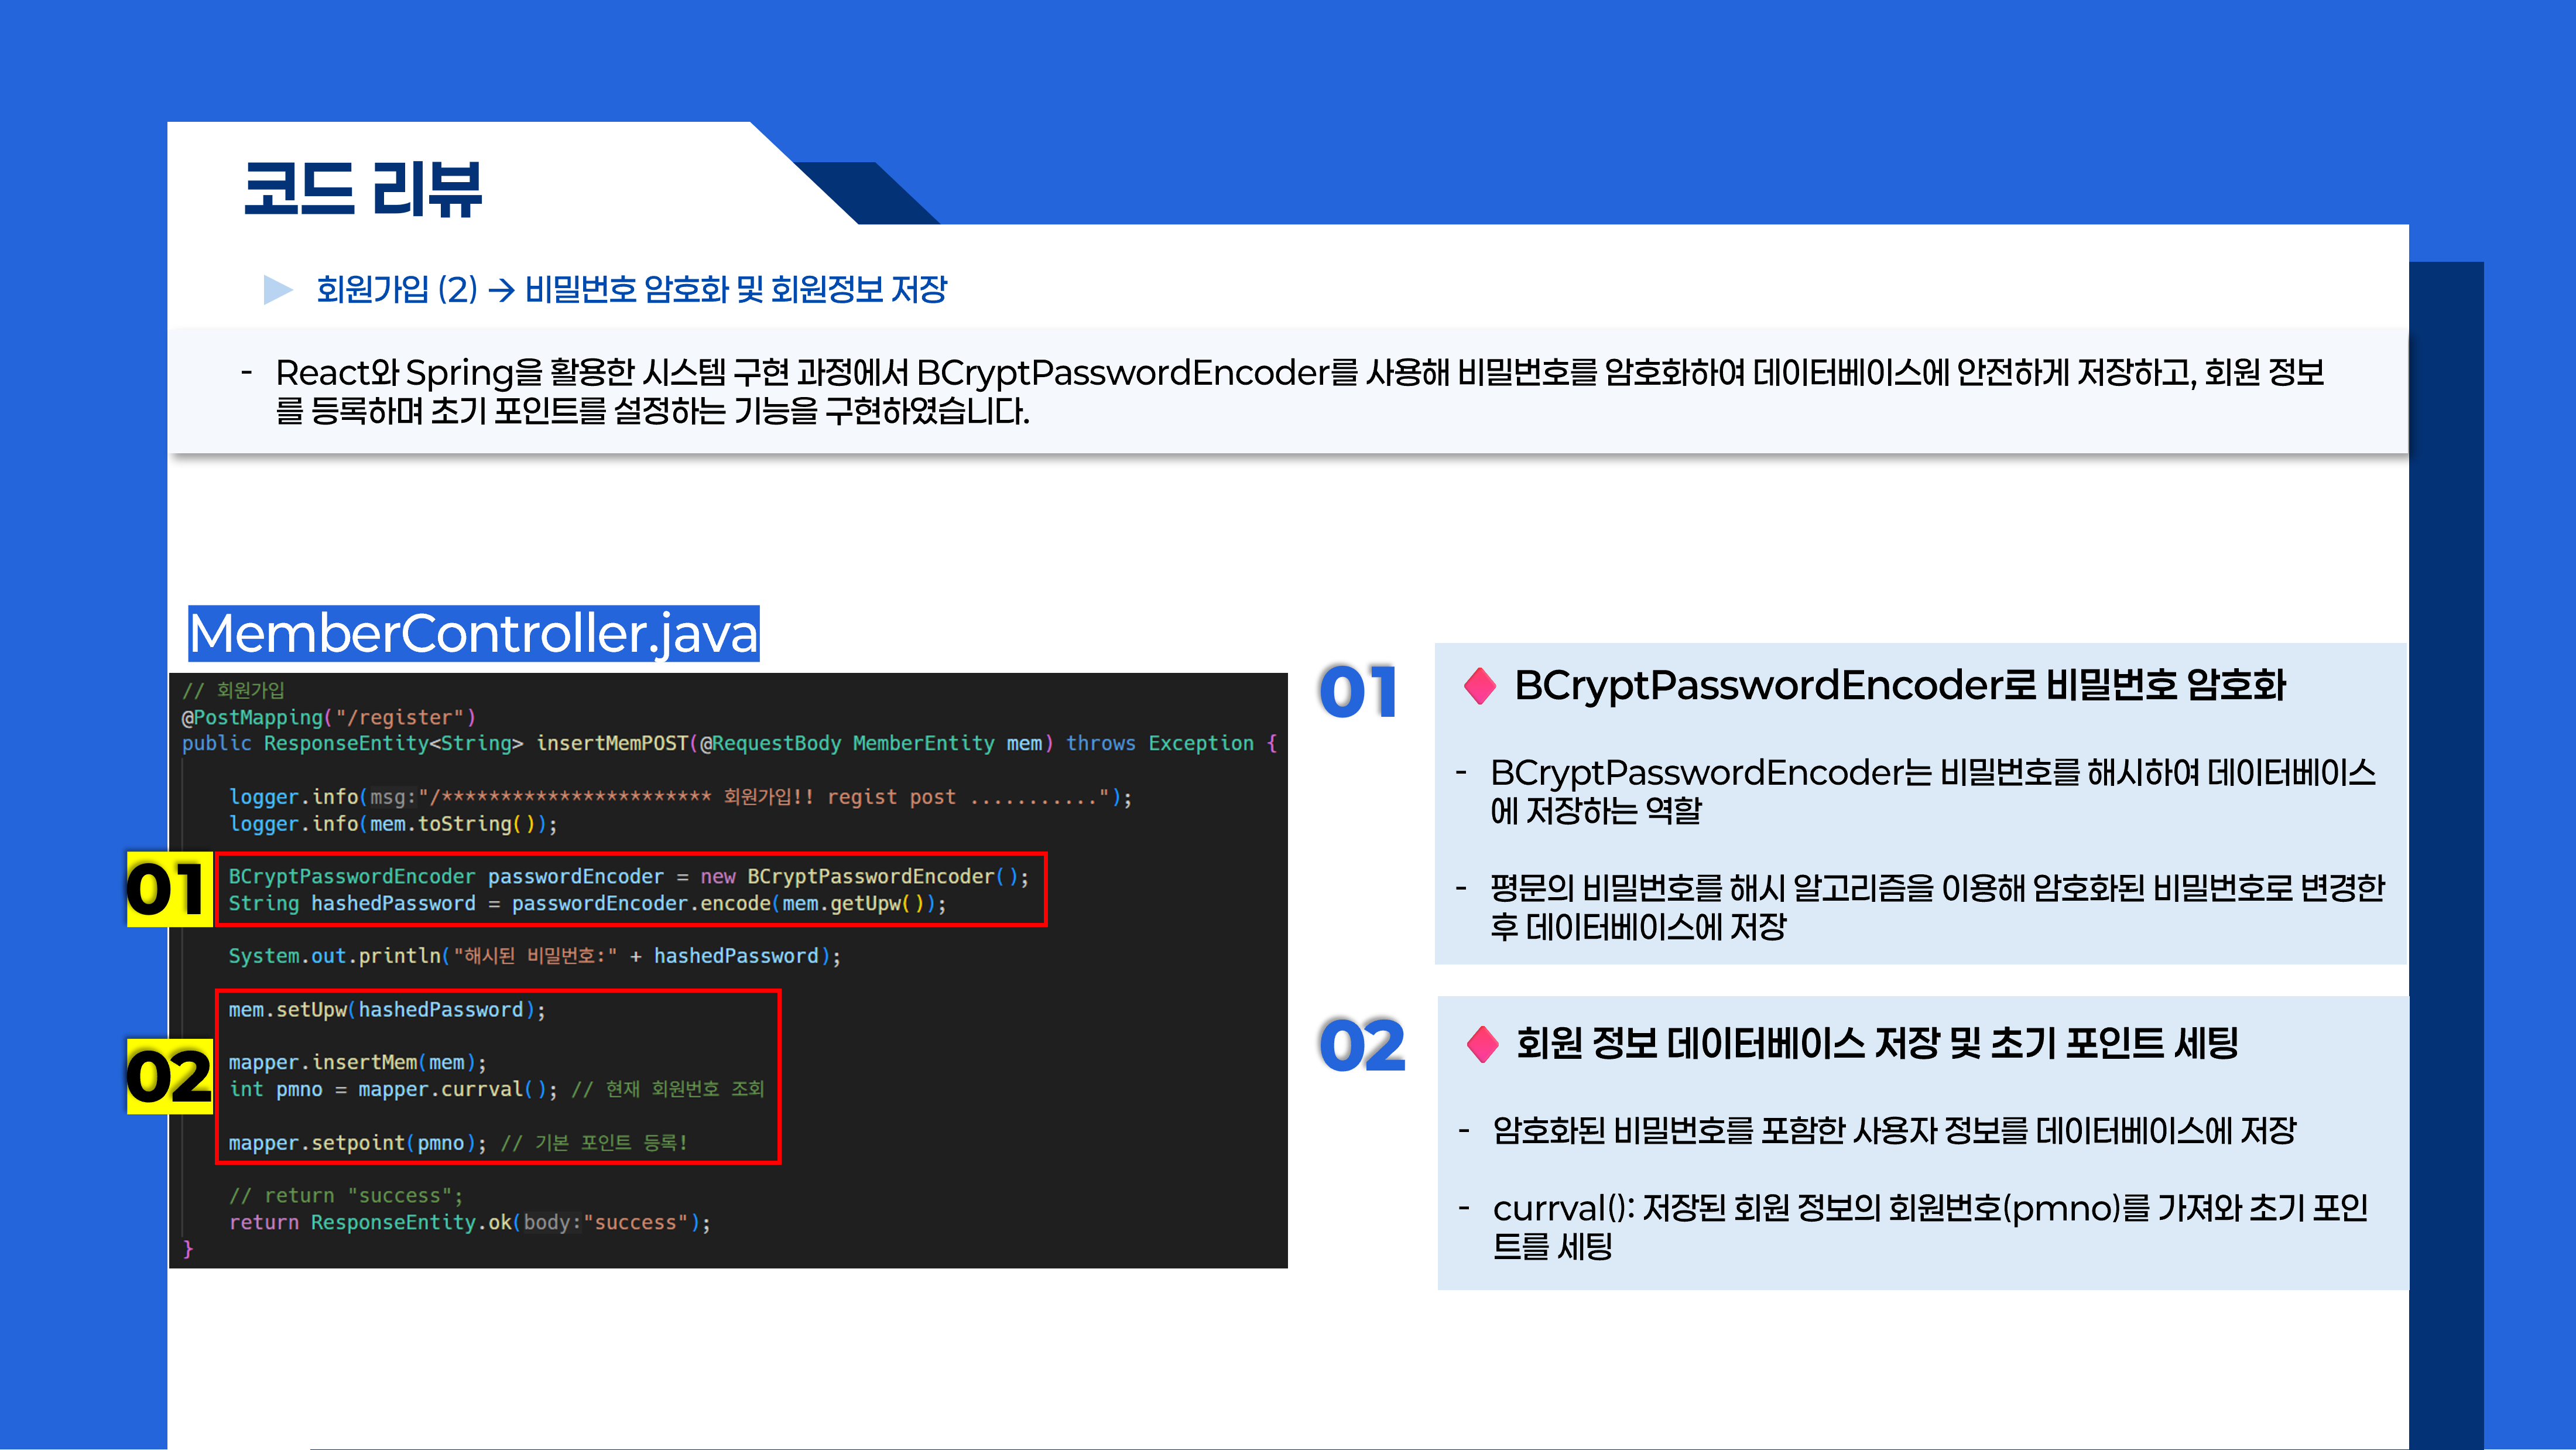 코드 리뷰
▶ 회원가입 (2) → 비밀번호 암호화 및 회원정보 저장
- React와 Spring을 활용한 시스템 구현 과정에서 BCryptPasswordEncoder를 사용해 비밀번호를 암호화하여 데이터베이스에 안전하게 저장하고, 회원 정보
를 등록하며 초기 포인트를 설정하는 기능을 구현하였습니다.
MemberController.java
// 회원가입
@PostMapping("/register")
public ResponseEntity<String> insertMemPOST(@RequestBody MemberEntity mem) throws Exception {
logger.info(msg:"/*********************** 회원가입!! regist post ...........");
logger.info(mem.toString());
01
BCryptPasswordEncoder passwordEncoder = new BCryptPasswordEncoder();
String hashedPassword = passwordEncoder.encode(mem.getUpw());
System.out.println("해시된 비밀번호:" + hashedPassword);
02
mem.setUpw(hashedPassword);
mapper.insertMem(mem);
int pmno = mapper.currval(); // 현재 회원번호 조회
mapper.setpoint(pmno); // 기본 포인트 등록!
// return "success";
return ResponseEntity.ok(body:"success");
}
01
BCryptPasswordEncoder로 비밀번호 암호화
- BCryptPasswordEncoder는 비밀번호를 해시하여 데이터베이스
에 저장하는 역할
- 평문의 비밀번호를 해시 알고리즘을 이용해 암호화된 비밀번호로 변경한
후 데이터베이스에 저장
02
회원 정보 데이터베이스 저장 및 초기 포인트 세팅
- 암호화된 비밀번호를 포함한 사용자 정보를 데이터베이스에 저장
- currval(): 저장된 회원 정보의 회원번호(pmno)를 가져와 초기 포인
트를 세팅